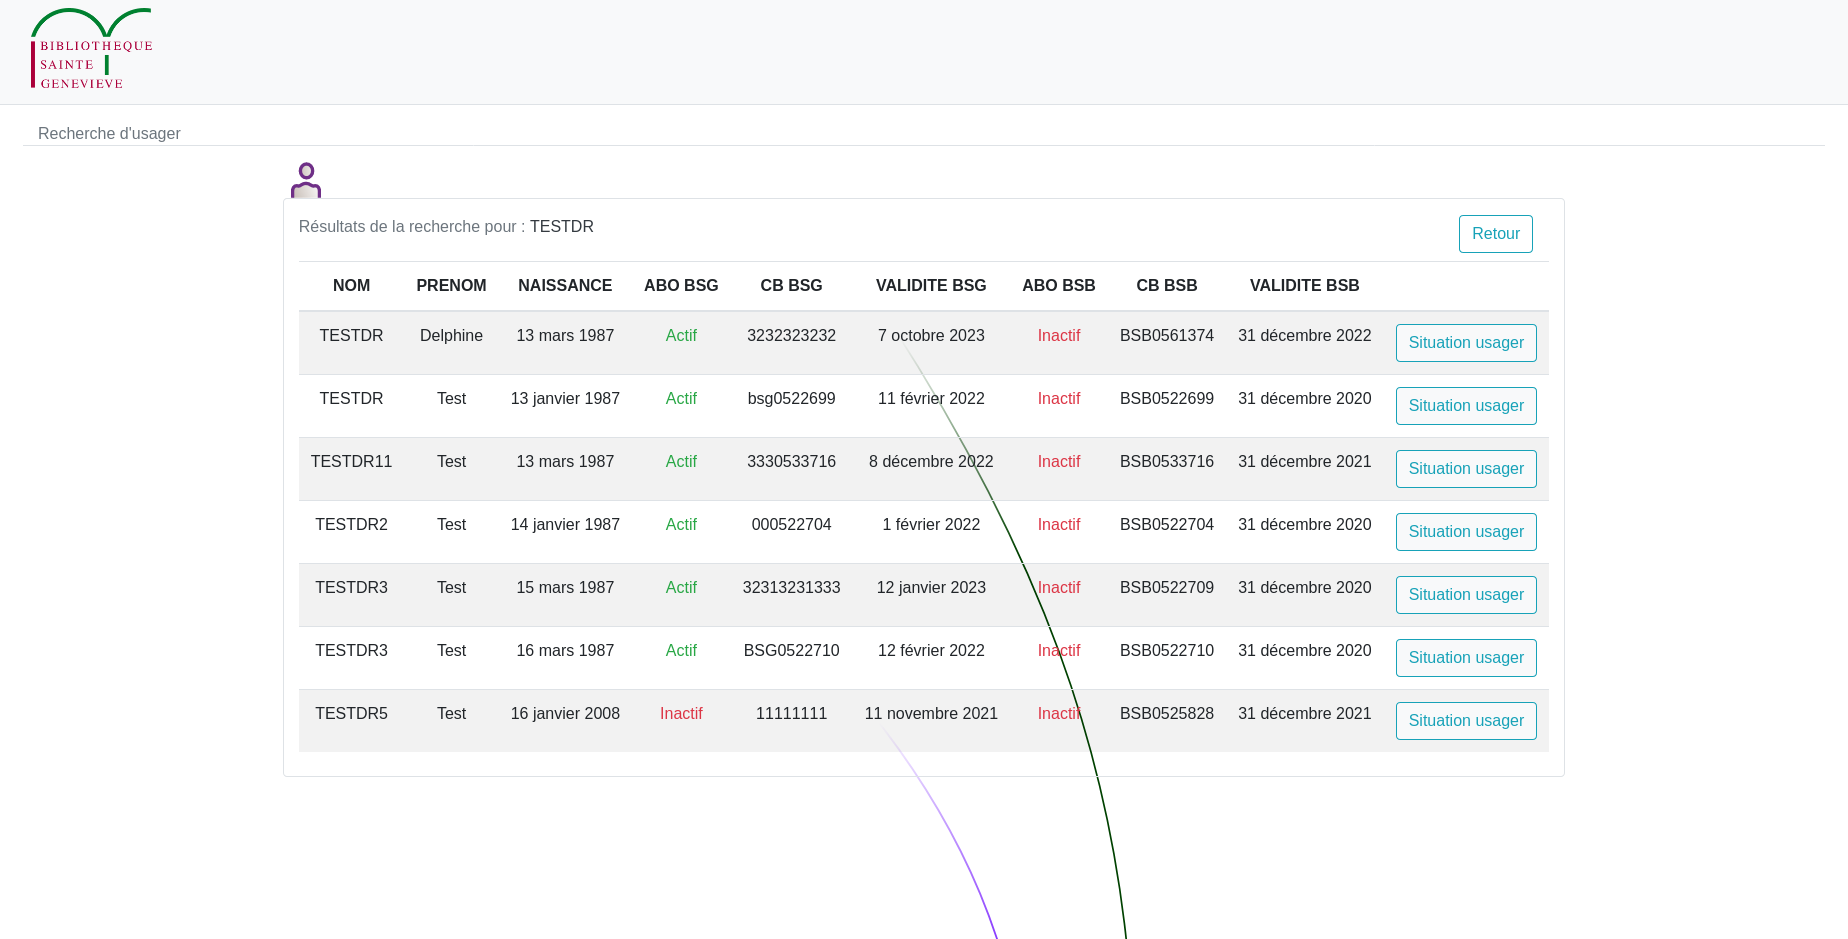 BIBLIOTHEQUE
SAINTE
GENEVIEVE
Recherche d'usager
Résultats de la recherche pour : TESTDR
Retour
NOM PRENOM NAISSANCE ABO BSG CB BSG VALIDITE BSG ABO BSB CB BSB VALIDITE BSB
TESTDR Delphine 13 mars 1987 Actif 3232323232 7 octobre 2023 Inactif BSB0561374 31 décembre 2022 Situation usager
TESTDR Test 13 janvier 1987 Actif bsg0522699 11 février 2022 Inactif BSB0522699 31 décembre 2020 Situation usager
TESTDR11 Test 13 mars 1987 Actif 3330533716 8 décembre 2022 Inactif BSB0533716 31 décembre 2021 Situation usager
TESTDR2 Test 14 janvier 1987 Actif 000522704 1 février 2022 Inactif BSB0522704 31 décembre 2020 Situation usager
TESTDR3 Test 15 mars 1987 Actif 32313231333 12 janvier 2023 Inactif BSB0522709 31 décembre 2020 Situation usager
TESTDR3 Test 16 mars 1987 Actif BSG0522710 12 février 2022 Inactif BSB0522710 31 décembre 2020 Situation usager
TESTDR5 Test 16 janvier 2008 Inactif 11111111 11 novembre 2021 Inactif BSB0525828 31 décembre 2021 Situation usager